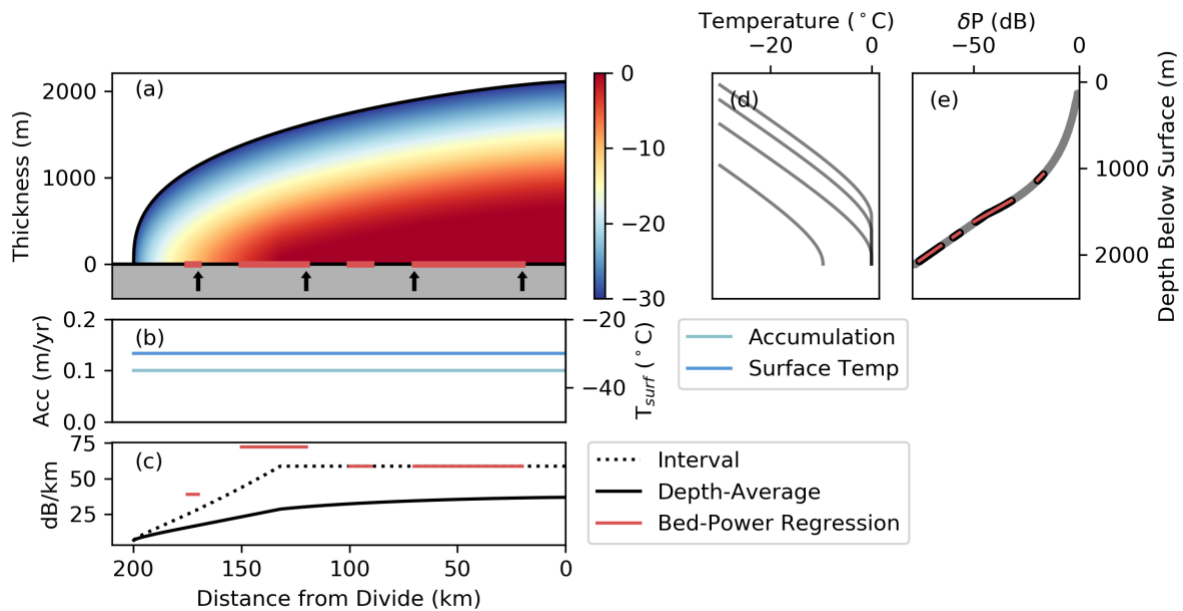 Temperature (°C)
−20
0
δP (dB)
−50
0
(a)
2000
1000
0
Thickness (m)
0
−10
−20
−30
(d)
(e)
0
1000
2000
Depth Below Surface (m)
(b)
0.2
0.1
0.0
Acc (m/yr)
−20
−40
Tsurf (°C)
Accumulation
Surface Temp
(c)
75
50
25
dB/km
200
150
100
50
0
Distance from Divide (km)
Interval
Depth-Average
Bed-Power Regression